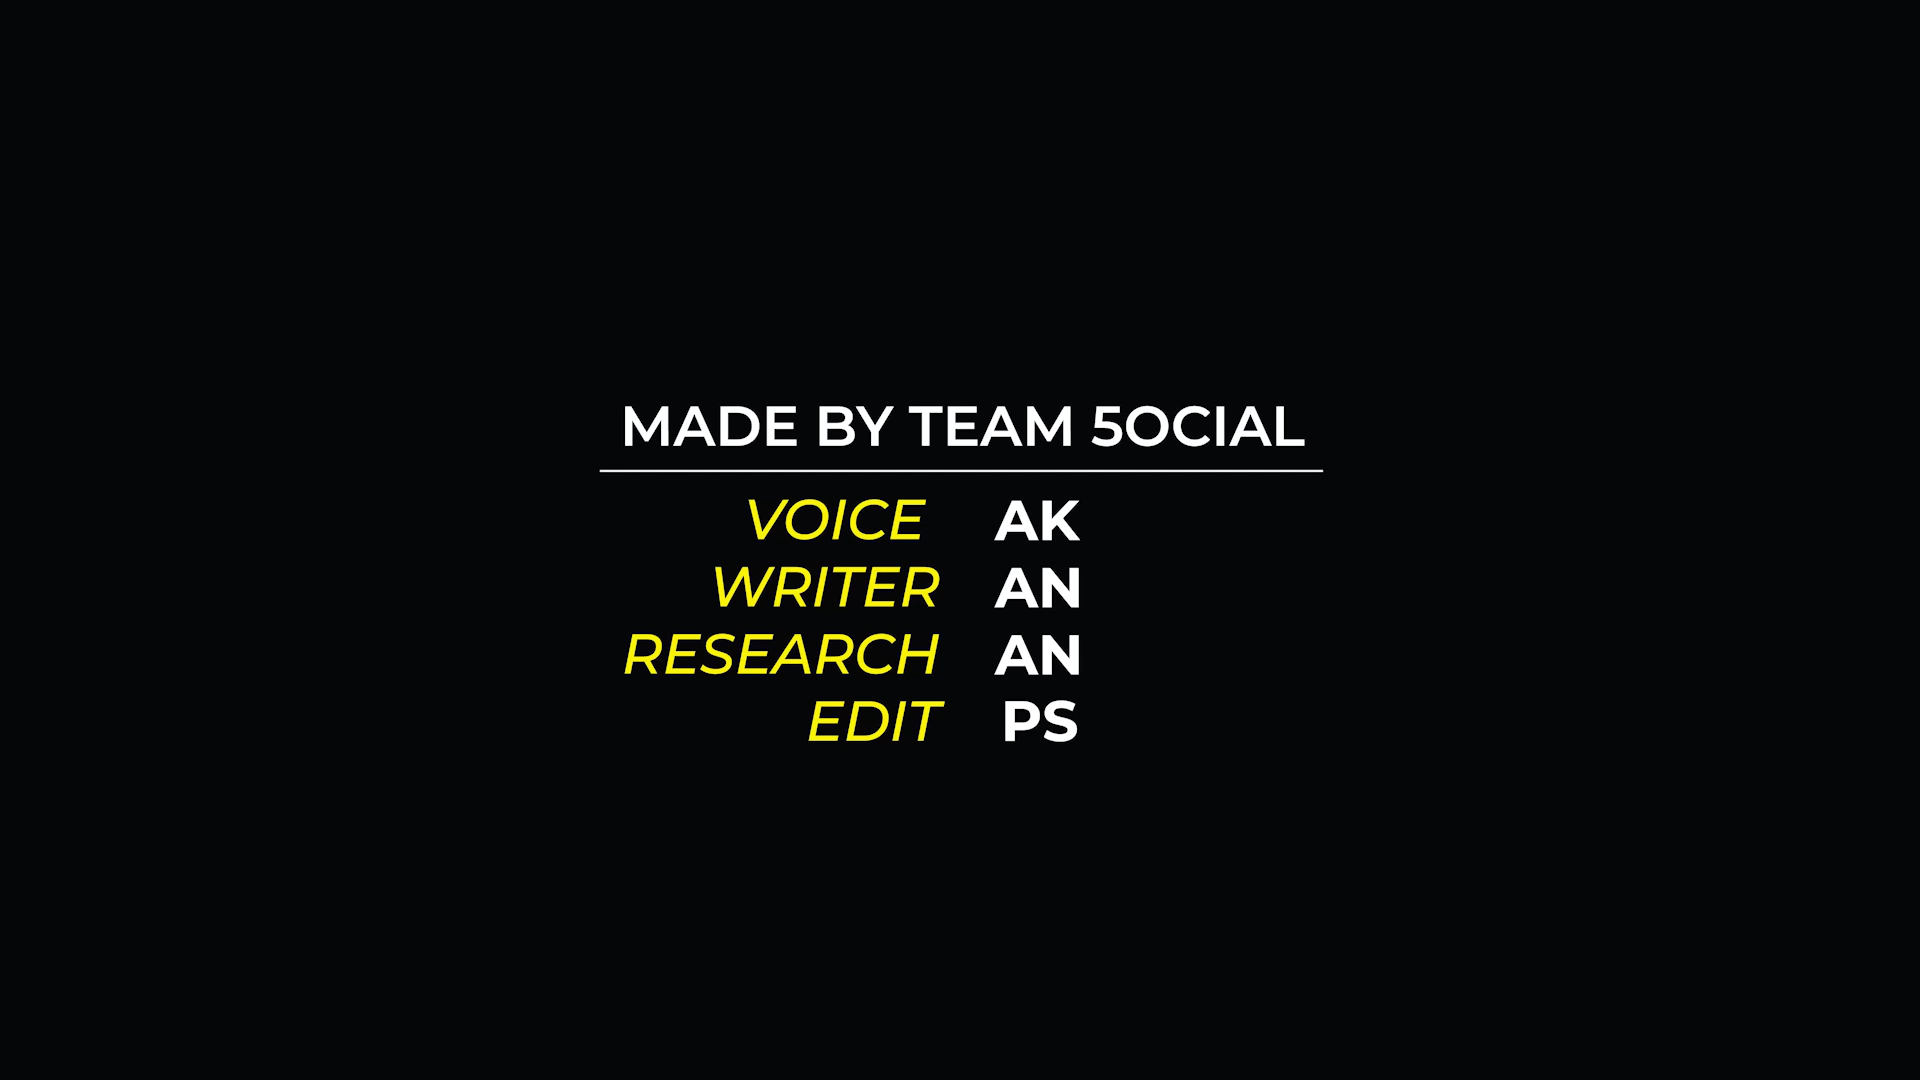 MADE BY TEAM 5OCIAL
VOICE AK
WRITER AN
RESEARCH AN
EDIT PS